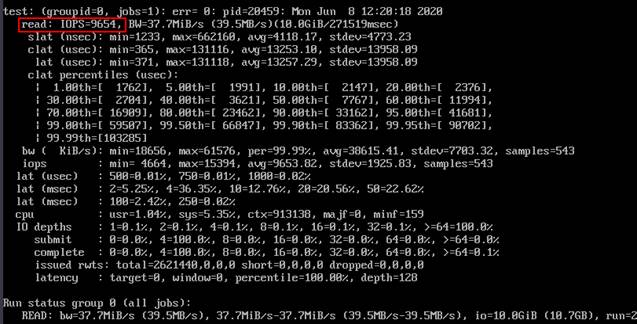 test: (groupid=0, jobs=1): err= 0: pid=20459: Mon Jun  8 12:20:18 2020
read: IOPS=9654, BW=37.7MiB/s (39.5MB/s)(10.0GiB/271519msec)
slat (nsec): min=1233, max=662160, avg=4118.17, stdev=4773.23
clat (usec): min=365, max=131116, avg=13253.10, stdev=13958.09
lat (usec): min=371, max=131118, avg=13257.29, stdev=13958.09
clat percentiles (usec):
|  1.00th=[  1762],  5.00th=[  1991], 10.00th=[  2147], 20.00th=[  2376],
| 30.00th=[  2704], 40.00th=[  3621], 50.00th=[  7767], 60.00th=[ 11994],
| 70.00th=[ 16909], 80.00th=[ 23462], 90.00th=[ 33162], 95.00th=[ 41681],
| 99.00th=[ 59507], 99.50th=[ 66847], 99.90th=[ 83362], 99.95th=[ 90702],
| 99.99th=[103285]
bw (  KiB/s): min=18656, max=61576, per=99.99%, avg=38615.41, stdev=7703.32, samples=543
iops        : min= 4664, max=15394, avg=9653.82, stdev=1925.83, samples=543
lat (usec)   : 500=0.01%, 750=0.01%, 1000=0.02%
lat (msec)   : 2=5.25%, 4=36.35%, 10=12.76%, 20=20.56%, 50=22.62%
lat (msec)   : 100=2.42%, 250=0.02%
cpu          : usr=1.04%, sys=5.35%, ctx=913138, majf=0, minf=159
IO depths    : 1=0.1%, 2=0.1%, 4=0.1%, 8=0.1%, 16=0.1%, 32=0.1%, >=64=100.0%
submit    : 0=0.0%, 4=100.0%, 8=0.0%, 16=0.0%, 32=0.0%, 64=0.0%, >=64=0.0%
complete  : 0=0.0%, 4=100.0%, 8=0.0%, 16=0.0%, 32=0.0%, 64=0.0%, >=64=0.1%
issued rwts: total=2621440,0,0,0 short=0,0,0,0 dropped=0,0,0,0
latency   : target=0, window=0, percentile=100.00%, depth=128
Run status group 0 (all jobs):
READ: bw=37.7MiB/s (39.5MB/s), 37.7MiB/s-37.7MiB/s (39.5MB/s-39.5MB/s), io=10.0GiB (10.7GB), run=2